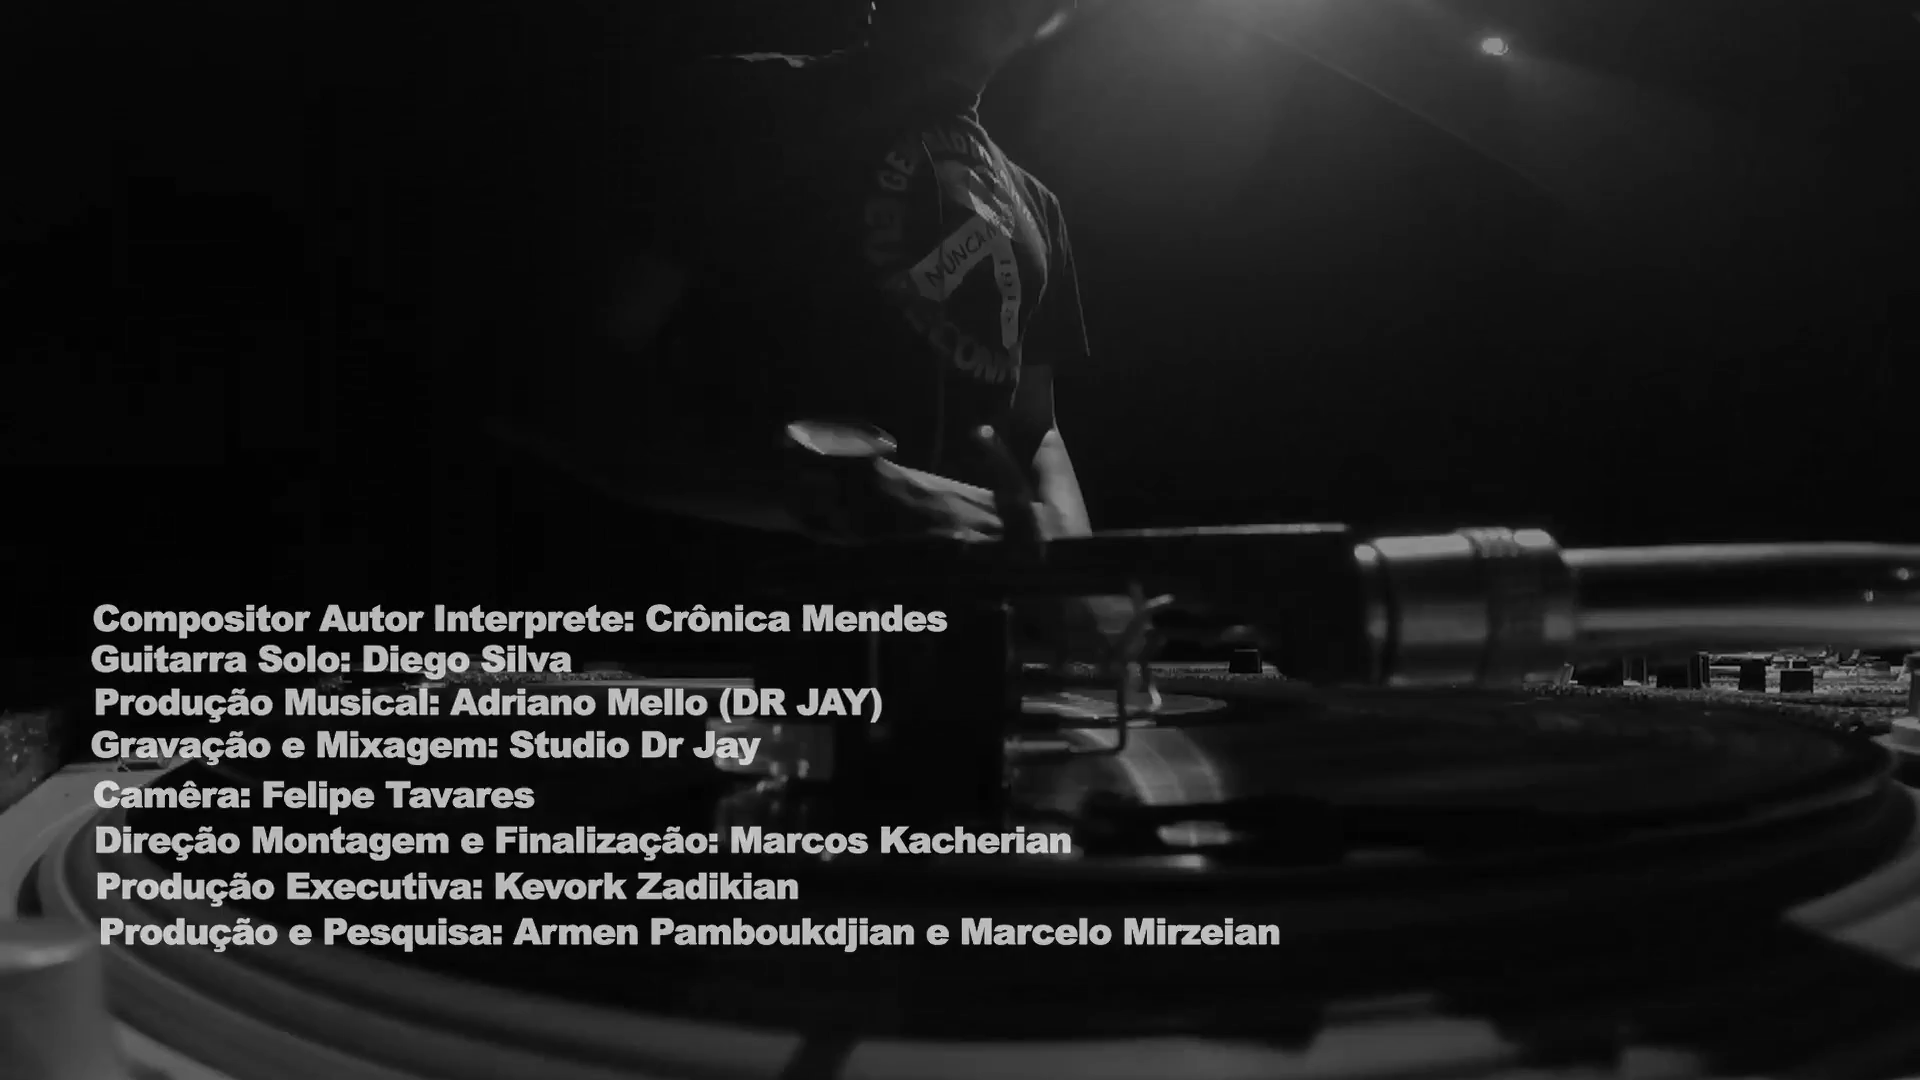 NUNCA
Compositor Autor Interprete: Crônica Mendes
Guitarra Solo: Diego Silva
Produção Musical: Adriano Mello (DR JAY)
Gravação e Mixagem: Studio Dr Jay
Camêra: Felipe Tavares
Direção Montagem e Finalização: Marcos Kacherian
Produção Executiva: Kevork Zadikian
Produção e Pesquisa: Armen Pamboukdjian e Marcelo Mirzeian